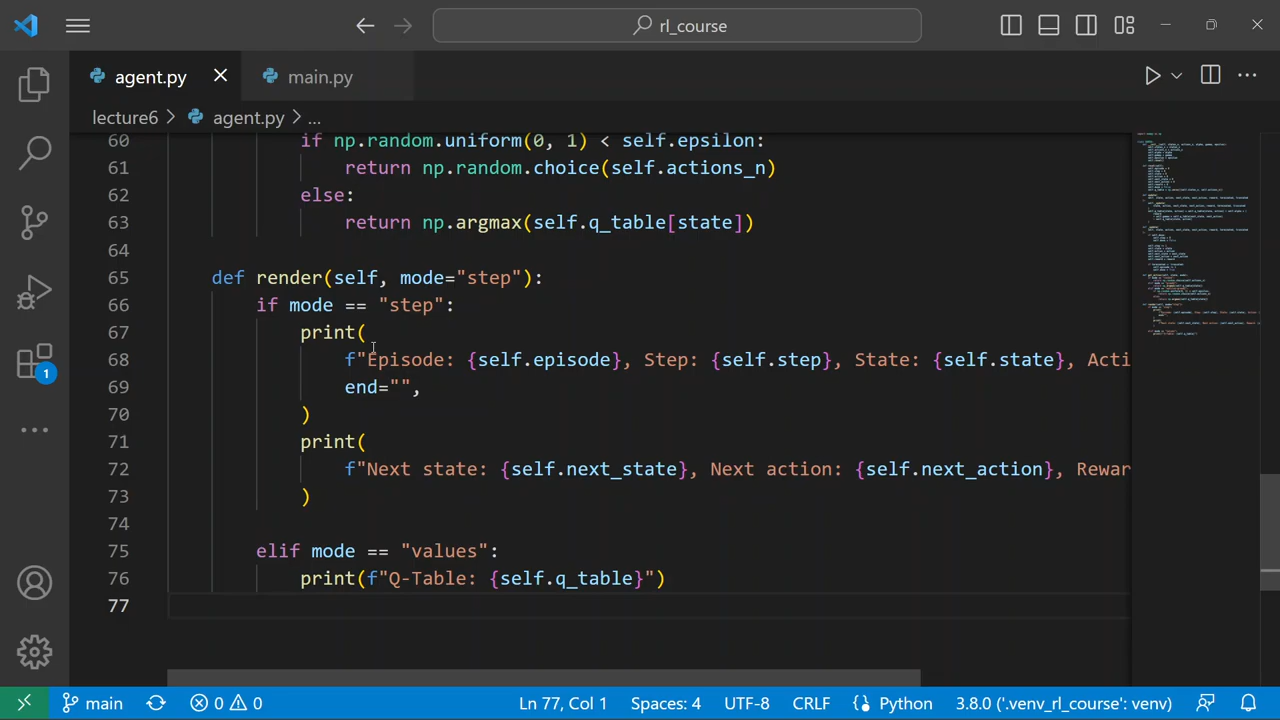 rl_course
agent.py
main.py
lecture6 > agent.py > ...
60 if np.random.uniform(0, 1) < self.epsilon:
61 return np.random.choice(self.actions_n)
62 else:
63 return np.argmax(self.q_table[state])
64
65 def render(self, mode="step"):
66 if mode == "step":
67 print(
68 f"Episode: {self.episode}, Step: {self.step}, State: {self.state}, Acti
69 end="",
70 )
71 print(
72 f"Next state: {self.next_state}, Next action: {self.next_action}, Rewar
73 )
74
75 elif mode == "values":
76 print(f"Q-Table: {self.q_table}")
77
1
main 0 0 Ln 77, Col 1 Spaces: 4 UTF-8 CRLF Python 3.8.0 ('.venv_rl_course': venv)